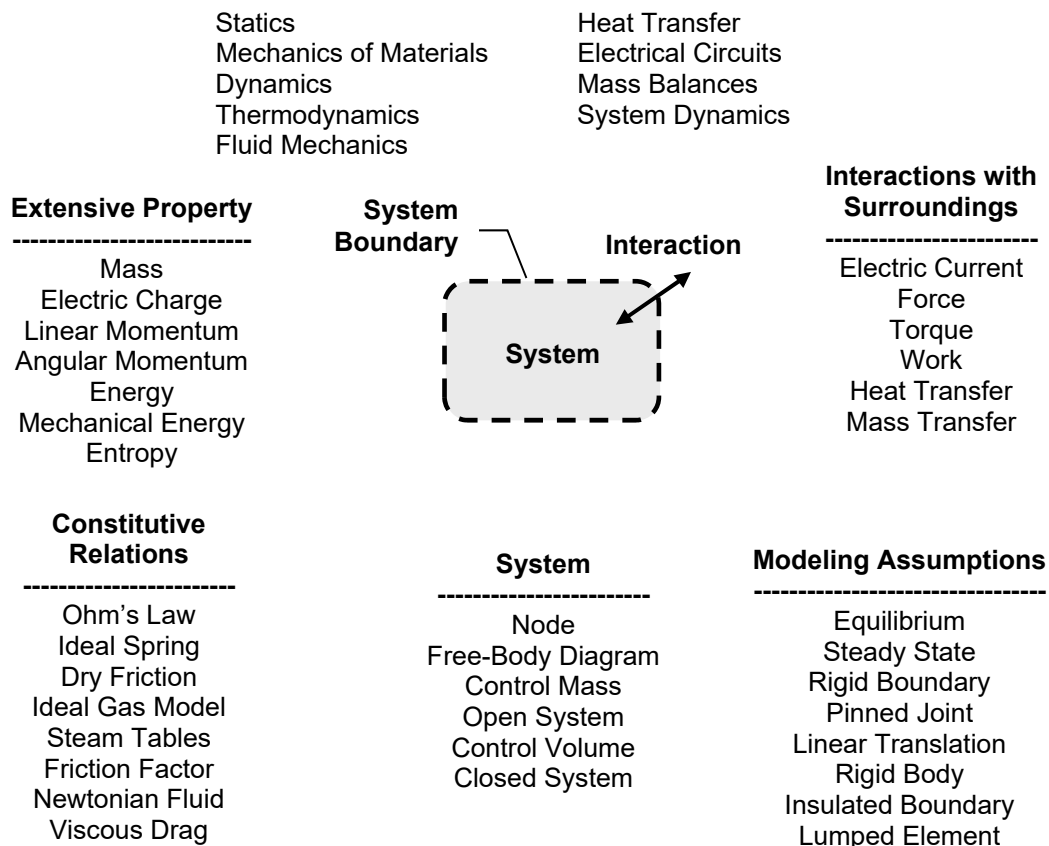 Statics
Mechanics of Materials
Dynamics
Thermodynamics
Fluid Mechanics
Heat Transfer
Electrical Circuits
Mass Balances
System Dynamics
Extensive Property
---------------------------
Mass
Electric Charge
Linear Momentum
Angular Momentum
Energy
Mechanical Energy
Entropy
System
Boundary
Interaction
System
Interactions with
Surroundings
------------------------
Electric Current
Force
Torque
Work
Heat Transfer
Mass Transfer
Constitutive
Relations
------------------------
Ohm’s Law
Ideal Spring
Dry Friction
Ideal Gas Model
Steam Tables
Friction Factor
Newtonian Fluid
Viscous Drag
System
------------------------
Node
Free-Body Diagram
Control Mass
Open System
Control Volume
Closed System
Modeling Assumptions
---------------------------------
Equilibrium
Steady State
Rigid Boundary
Pinned Joint
Linear Translation
Rigid Body
Insulated Boundary
Lumped Element